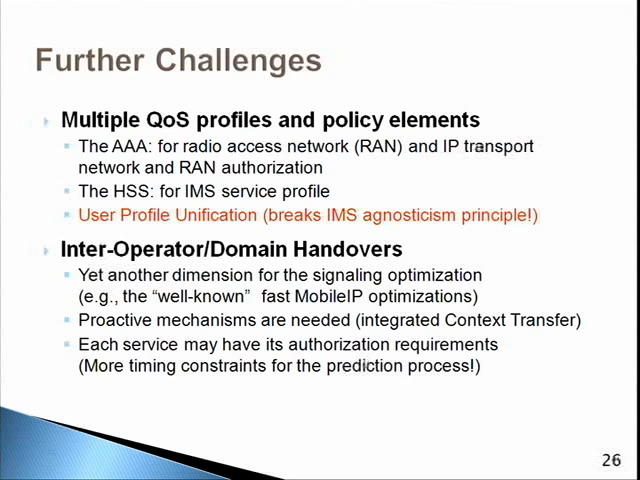 Further Challenges
Multiple QoS profiles and policy elements
The AAA: for radio access network (RAN) and IP transport
network and RAN authorization
The HSS: for IMS service profile
User Profile Unification (breaks IMS agnosticism principle!)
Inter-Operator/Domain Handovers
Yet another dimension for the signaling optimization
(e.g., the “well-known” fast MobileIP optimizations)
Proactive mechanisms are needed (integrated Context Transfer)
Each service may have its authorization requirements
(More timing constraints for the prediction process!)
26